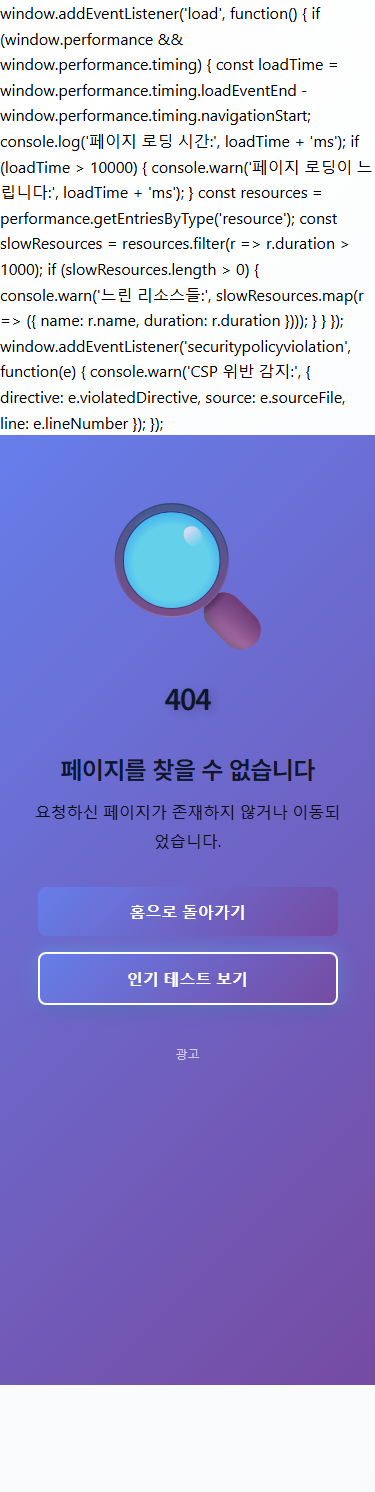 window.addEventListener('load', function() { if
(window.performance &&
window.performance.timing) { const loadTime =
window.performance.timing.loadEventEnd -
window.performance.timing.navigationStart;
console.log('페이지 로딩 시간:', loadTime + 'ms'); if
(loadTime > 10000) { console.warn('페이지 로딩이 느
립니다:', loadTime + 'ms'); } const resources =
performance.getEntriesByType('resource'); const
slowResources = resources.filter(r => r.duration >
1000); if (slowResources.length > 0) {
console.warn('느린 리소스들:', slowResources.map(r
=> ({ name: r.name, duration: r.duration }))); } } });
window.addEventListener('securitypolicyviolation',
function(e) { console.warn('CSP 위반 감지:', {
directive: e.violatedDirective, source: e.sourceFile,
line: e.lineNumber }); });
404
페이지를 찾을 수 없습니다
요청하신 페이지가 존재하지 않거나 이동되
었습니다.
홈으로 돌아가기
인기 테스트 보기
광고